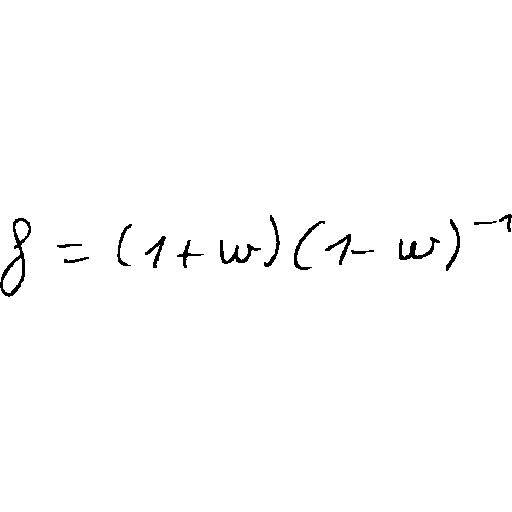 g = (1 + w)(1 - w)^{-1}